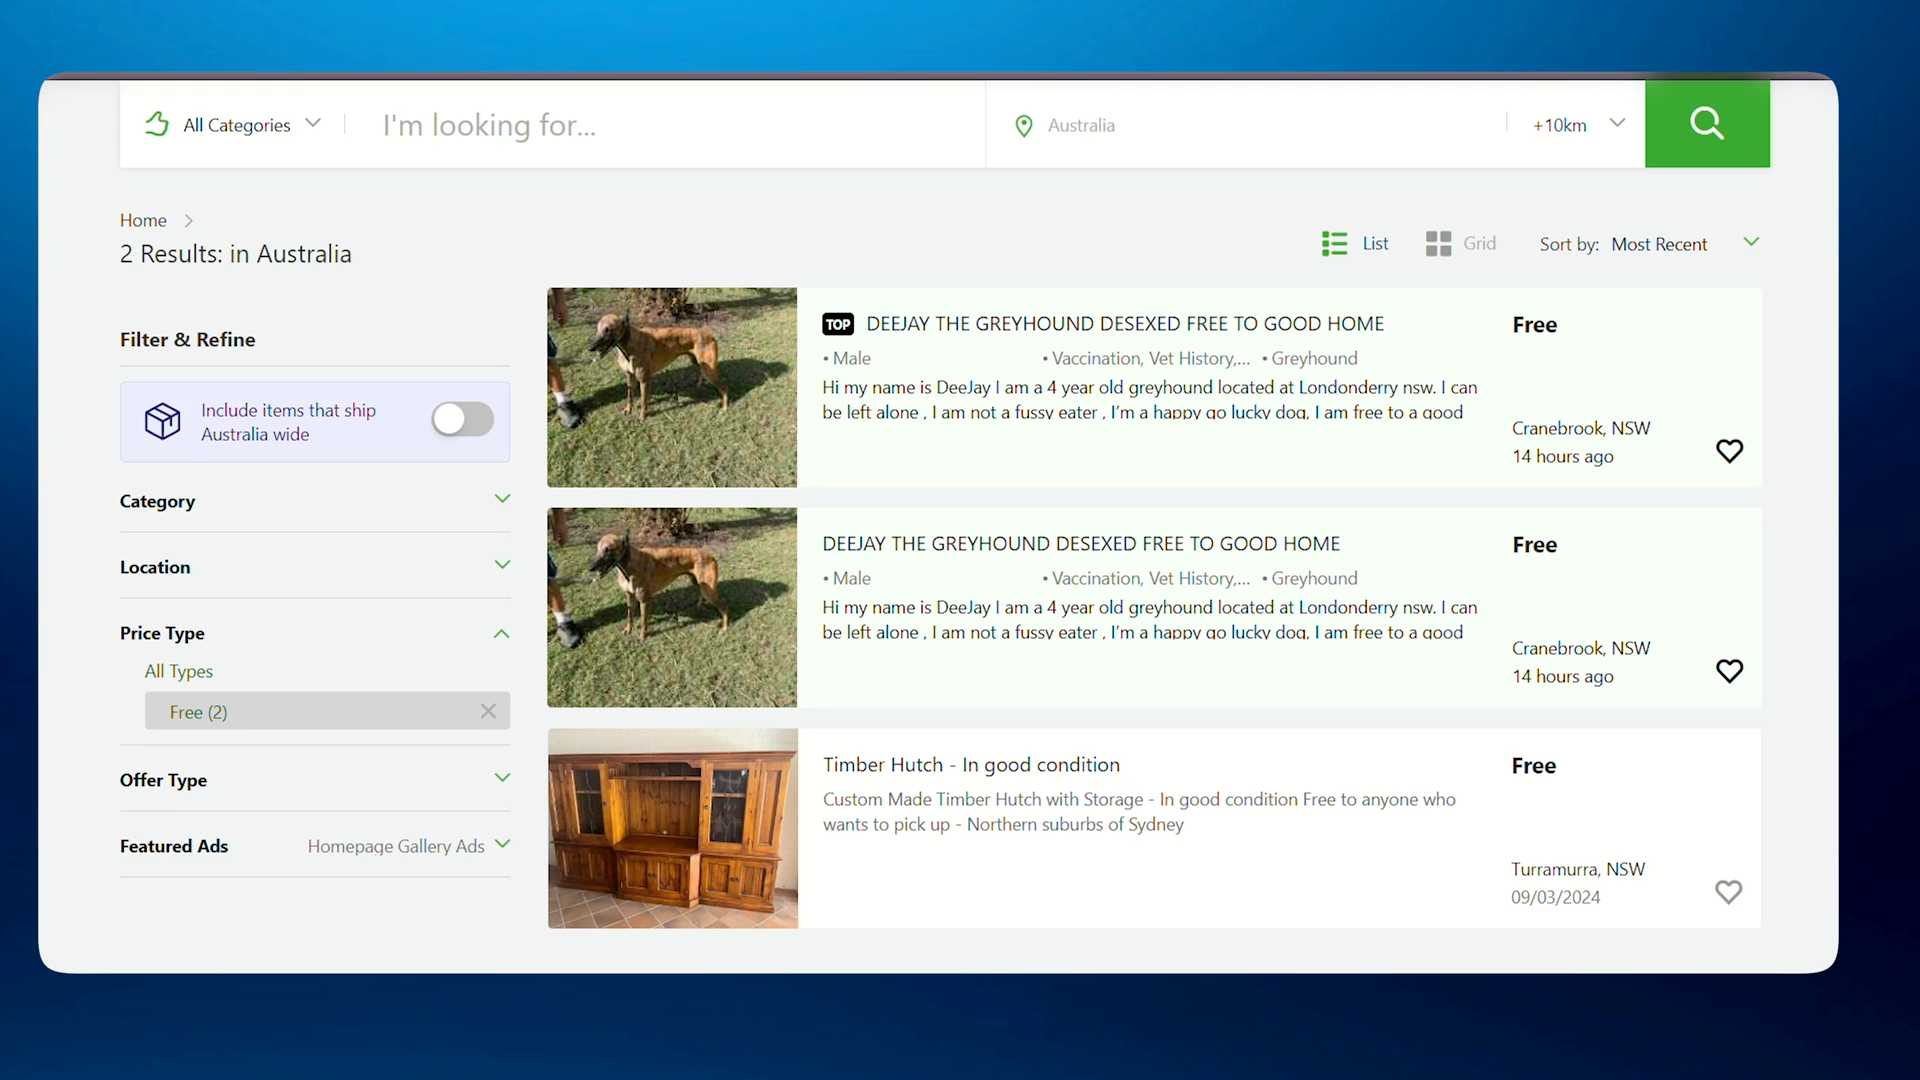 All Categories
I'm looking for...
Australia
+10km
Home
2 Results: in Australia
List
Grid
Sort by: Most Recent
Filter & Refine
Include items that ship
Australia wide
Category
Location
Price Type
All Types
Free (2)
Offer Type
Featured Ads
Homepage Gallery Ads
TOP DEEJAY THE GREYHOUND DESEXED FREE TO GOOD HOME
• Male • Vaccination, Vet History,... • Greyhound
Hi my name is DeeJay I am a 4 year old greyhound located at Londonderry nsw. I can
be left alone , I am not a fussy eater , I'm a happy go lucky dog, I am free to a good
Free
Cranebrook, NSW
14 hours ago
DEEJAY THE GREYHOUND DESEXED FREE TO GOOD HOME
• Male • Vaccination, Vet History,... • Greyhound
Hi my name is DeeJay I am a 4 year old greyhound located at Londonderry nsw. I can
be left alone , I am not a fussy eater , I'm a happy go lucky dog, I am free to a good
Free
Cranebrook, NSW
14 hours ago
Timber Hutch - In good condition
Custom Made Timber Hutch with Storage - In good condition Free to anyone who
wants to pick up - Northern suburbs of Sydney
Free
Turramurra, NSW
09/03/2024